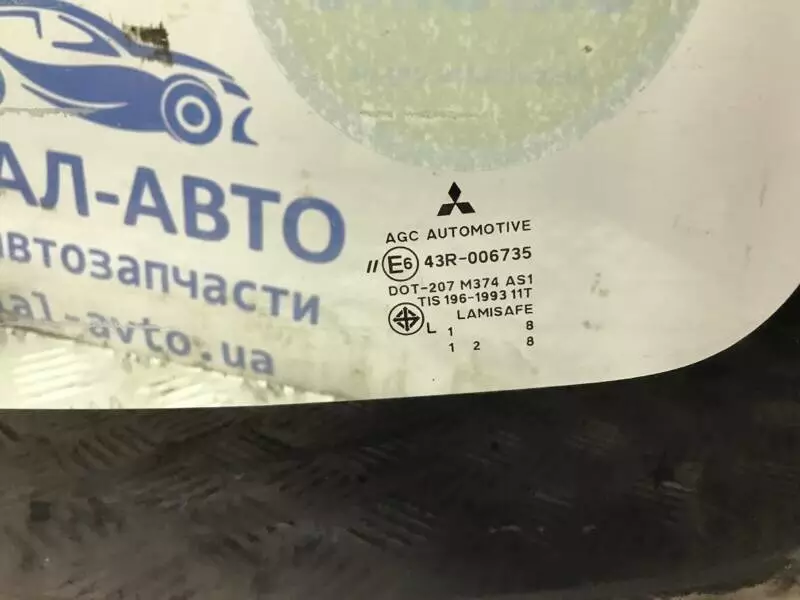 АЛ-АВТО
автозапчасти
al-avto.ua
AGC AUTOMOTIVE
// E6 43R-006735
DOT-207 M374 AS1
TIS 196-1993 11T
L LAMISAFE
1 8
1 2 8